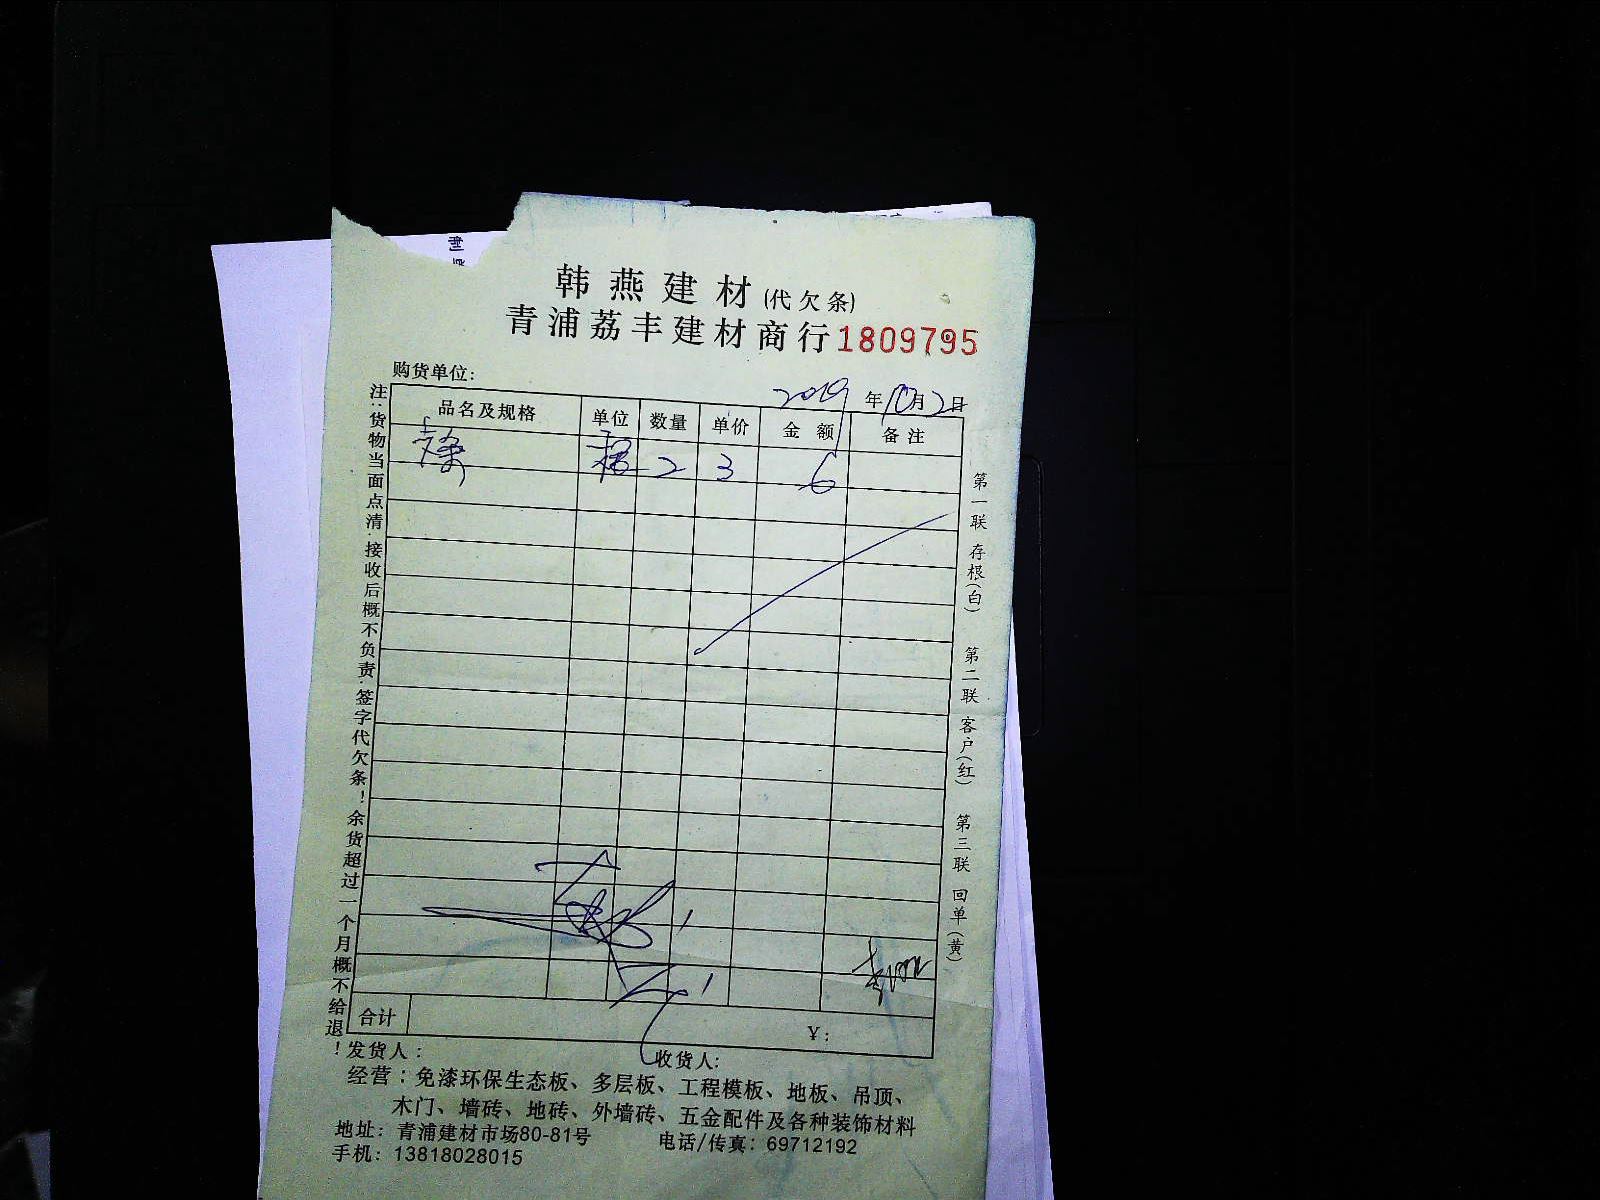 韩燕建材(代欠条)
青浦荔丰建材商行1809795
购货单位:
2019年10月2日
品名及规格 单位 数量 单价 金额 备注
2 3 6
合计 ¥:
发货人: 收货人:
经营:免漆环保生态板、多层板、工程模板、地板、吊顶、
木门、墙砖、地砖、外墙砖、五金配件及各种装饰材料
地址:青浦建材市场80-81号 电话/传真:69712192
手机:13818028015
注:货物当面点清·接收后概不负责·签字代欠条!余货超过一个月概不给退!
第一联 存根(白) 第二联 客户(红) 第三联 回单(黄)